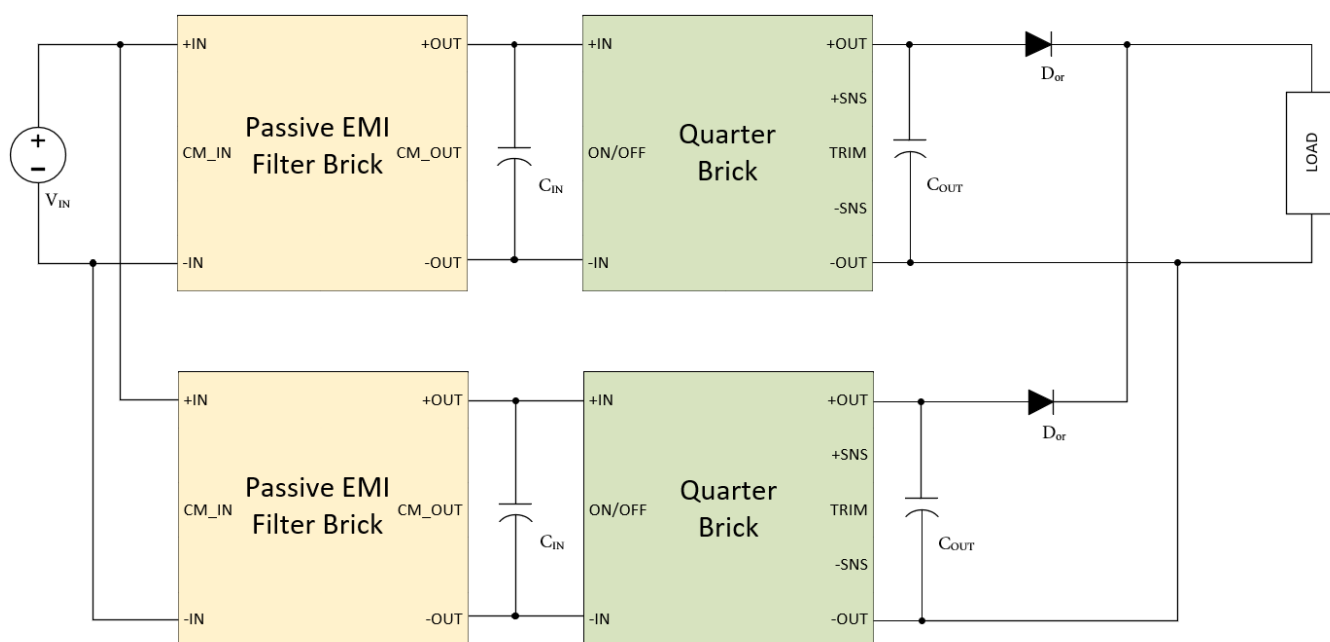 +IN
+OUT
+IN
+OUT
D_or
+SNS
+
-
V_IN
CM_IN
Passive EMI
Filter Brick
CM_OUT
C_IN
ON/OFF
Quarter
Brick
TRIM
C_OUT
LOAD
-SNS
-IN
-OUT
-IN
-OUT
+IN
+OUT
+IN
+OUT
D_or
+SNS
CM_IN
Passive EMI
Filter Brick
CM_OUT
C_IN
ON/OFF
Quarter
Brick
TRIM
C_OUT
-SNS
-IN
-OUT
-IN
-OUT